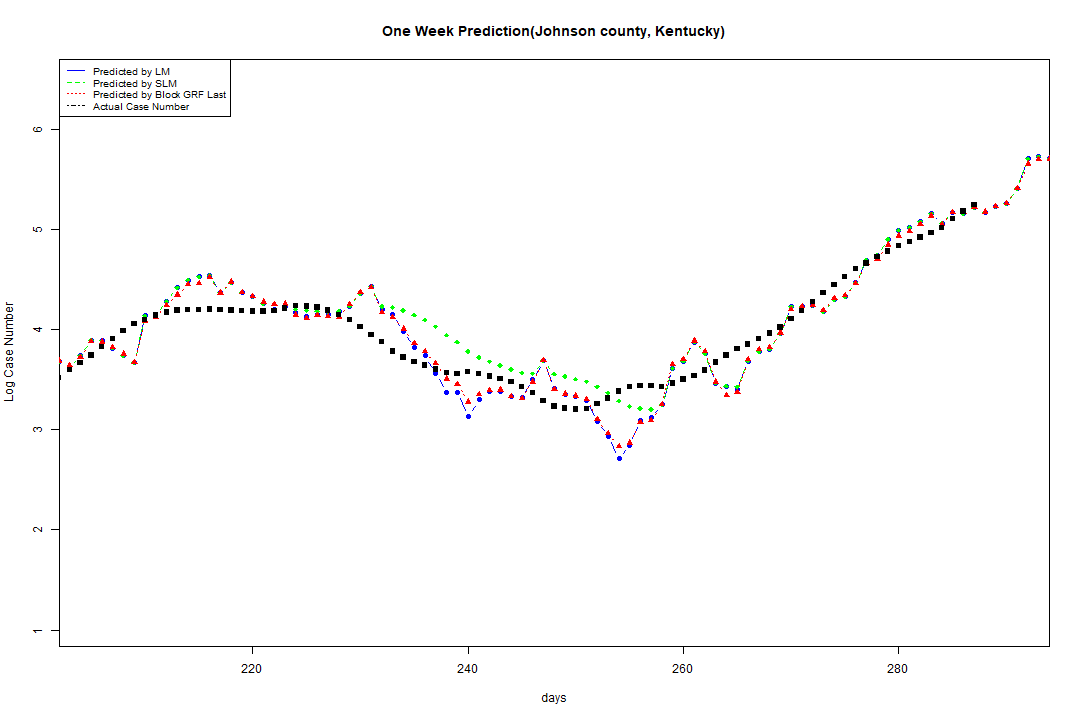 One Week Prediction(Johnson county, Kentucky)
Predicted by LM
Predicted by SLM
Predicted by Block GRF Last
Actual Case Number
Log Case Number
6
5
4
3
2
1
220 240 260 280
days